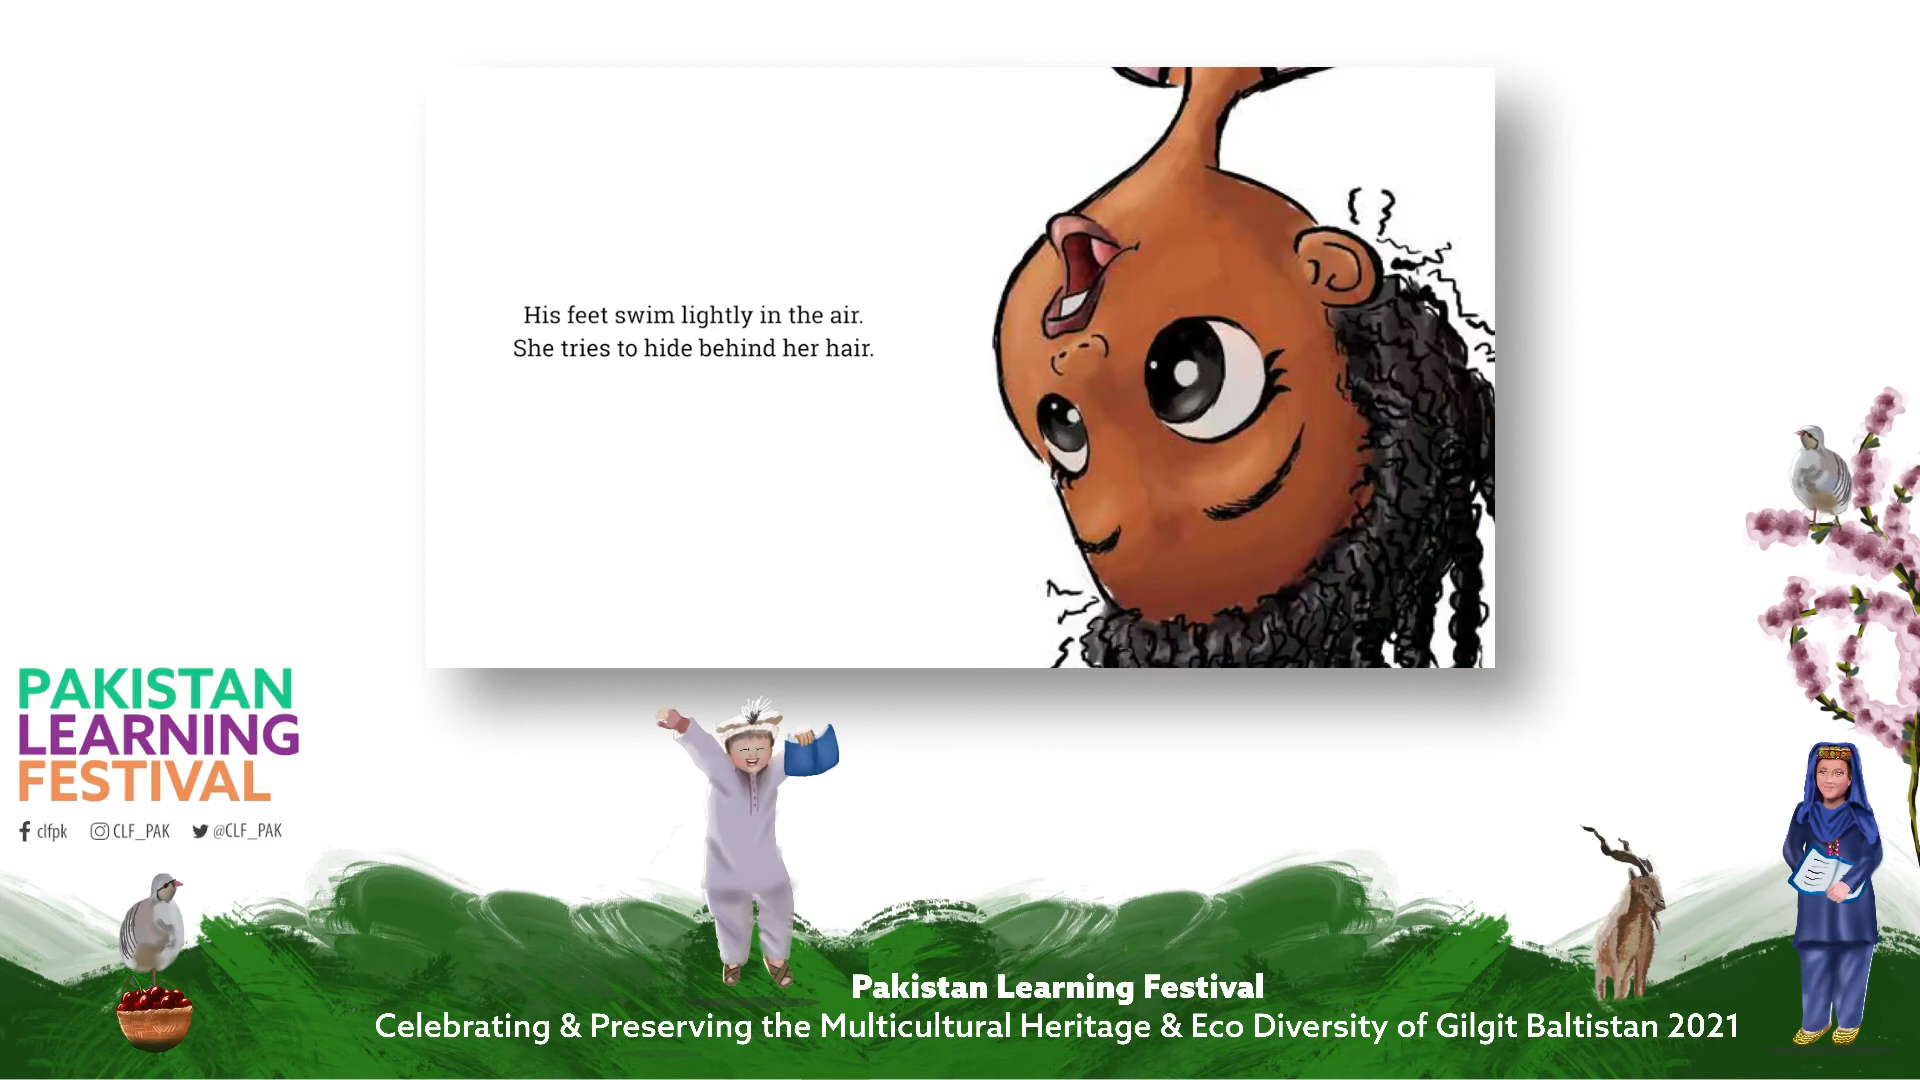 His feet swim lightly in the air.
She tries to hide behind her hair.
PAKISTAN
LEARNING
FESTIVAL
clfpk CLF_PAK @CLF_PAK
Pakistan Learning Festival
Celebrating & Preserving the Multicultural Heritage & Eco Diversity of Gilgit Baltistan 2021